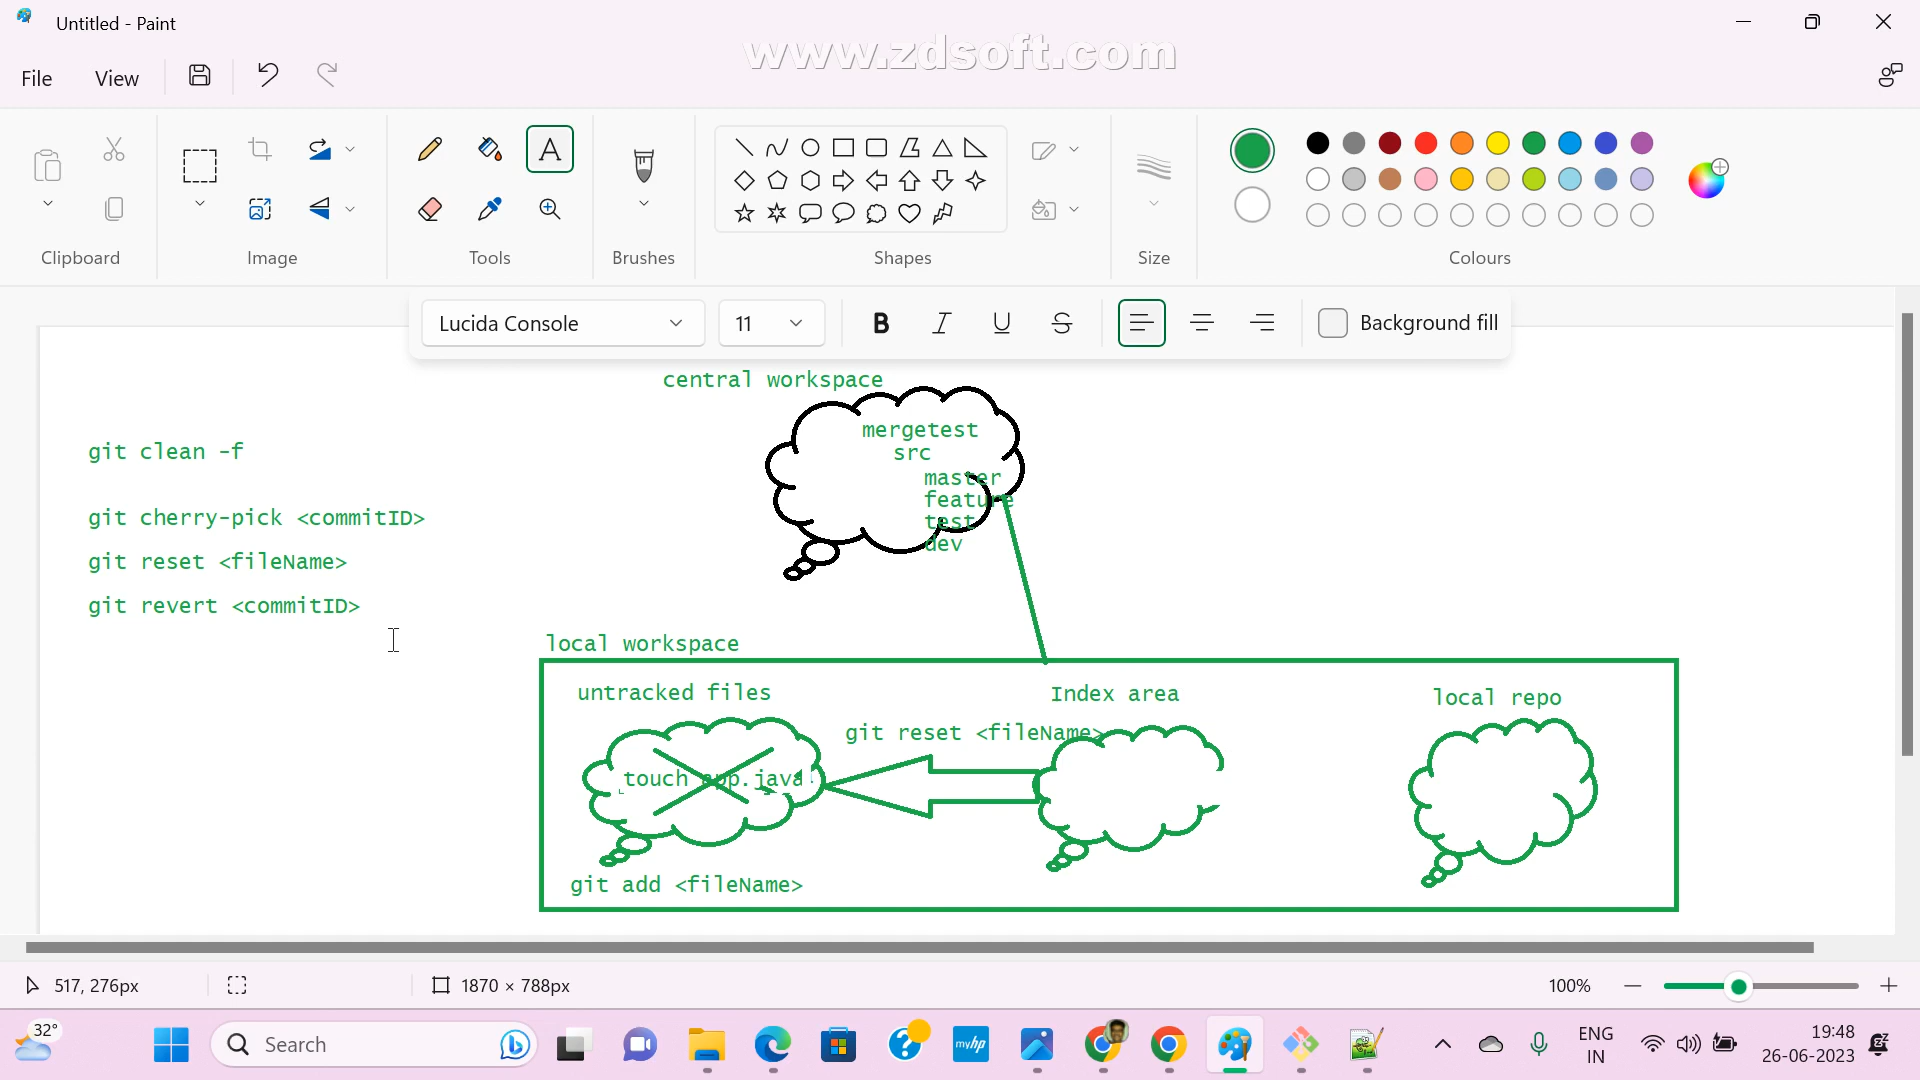 Untitled - Paint
www.zdsoft.com
File View
Clipboard
Image
Tools
Brushes
Shapes
Size
Colours
Lucida Console 11 B I U S Background fill
central workspace
mergetest
src
master
feature
test
dev
git clean -f
git cherry-pick <commitID>
git reset <fileName>
git revert <commitID>
local workspace
untracked files
Index area
local repo
git reset <fileName>
touch app.java
git add <fileName>
517, 276px
1870 × 788px
100%
32°
Search
myhp
ENG
IN
19:48
26-06-2023